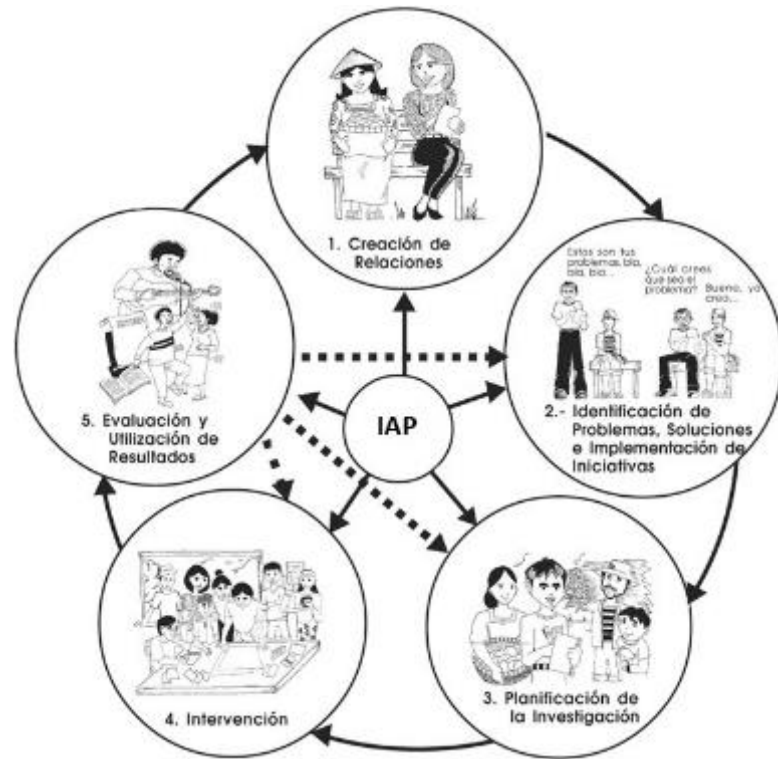 1. Creación de
Relaciones
Estos son tus
problemas, bla,
bla, bla...
¿Cuál crees
que sea el
problema?
Bueno, yo
creo...
2.- Identificación de
Problemas, Soluciones
e Implementación de
Iniciativas
3. Planificación de
la Investigación
4. Intervención
5. Evaluación y
Utilización de
Resultados
IAP